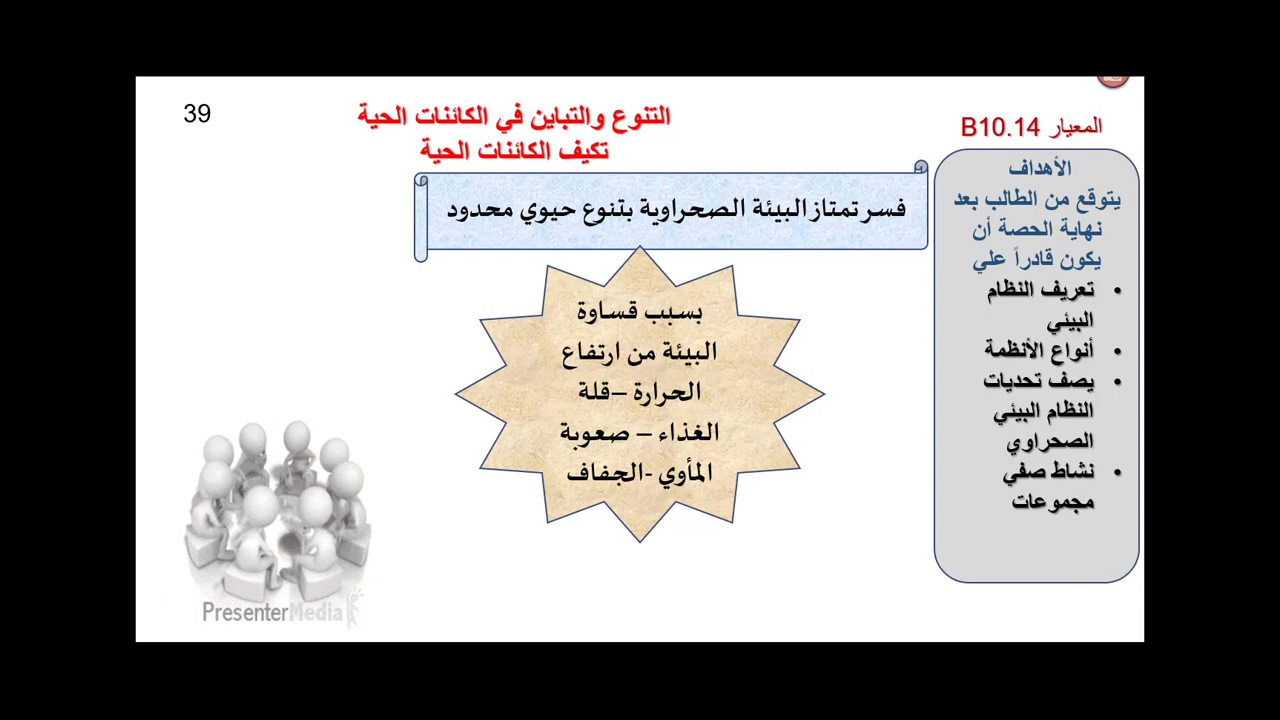 39
التنوع والتباين في الكائنات الحية
تكيف الكائنات الحية
المعيار B10.14
فسر تمتاز البيئة الصحراوية بتنوع حيوي محدود
بسبب قساوة
البيئة من ارتفاع
الحرارة – قلة
الغذاء – صعوبة
المأوي -الجفاف
الأهداف
يتوقع من الطالب بعد
نهاية الحصة أن
يكون قادراً علي
• تعريف النظام
البيئي
• أنواع الأنظمة
• يصف تحديات
النظام البيئي
الصحراوي
• نشاط صفي
مجموعات
PresenterMedia